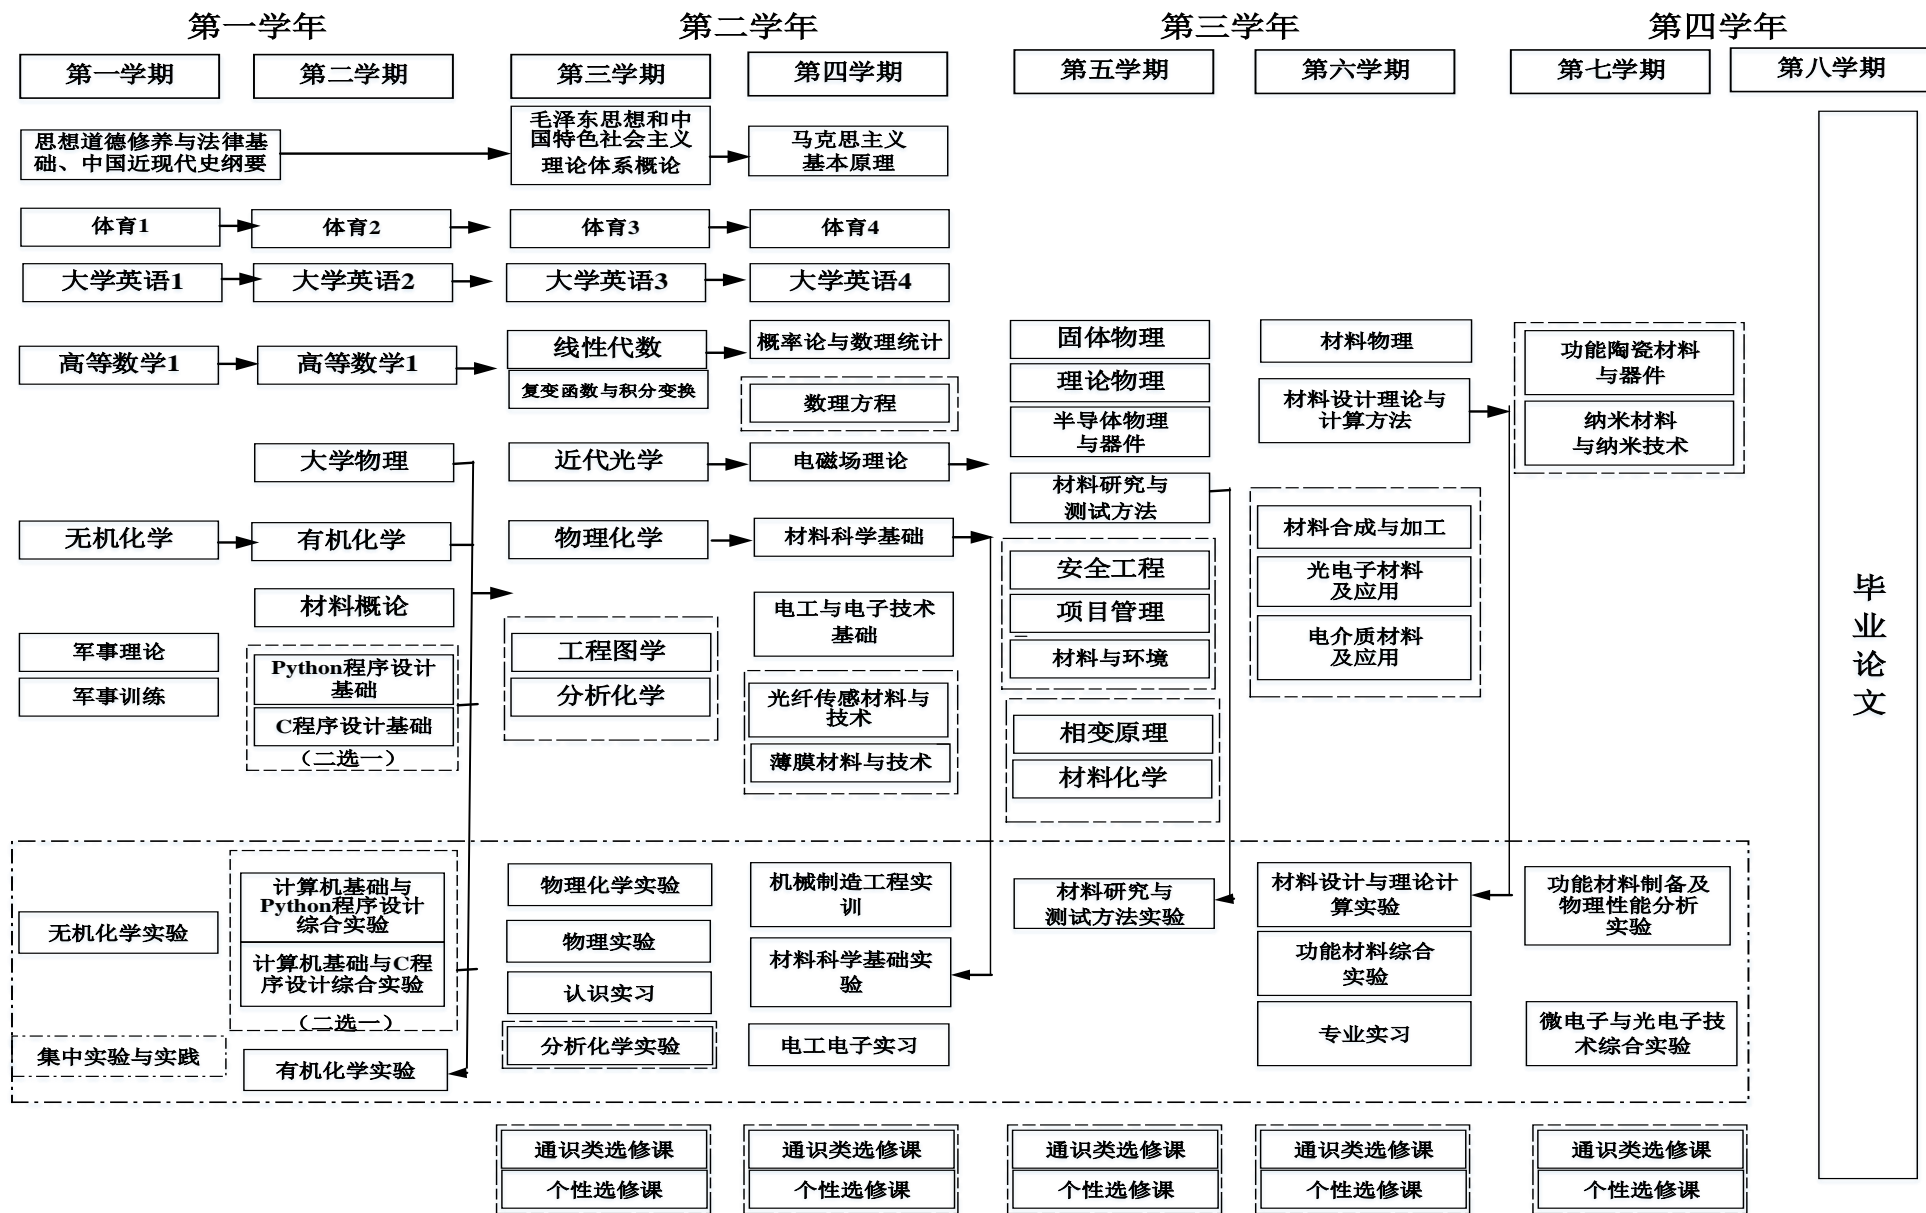 第一学年
第二学年
第三学年
第四学年
第一学期
第二学期
第三学期
第四学期
第五学期
第六学期
第七学期
第八学期
思想道德修养与法律基
础、中国近现代史纲要
毛泽东思想和中
国特色社会主义
理论体系概论
马克思主义
基本原理
体育1
体育2
体育3
体育4
大学英语1
大学英语2
大学英语3
大学英语4
高等数学1
高等数学1
线性代数
复变函数与积分变换
概率论与数理统计
数理方程
固体物理
理论物理
半导体物理
与器件
材料物理
材料设计理论与
计算方法
功能陶瓷材料
与器件
纳米材料
与纳米技术
大学物理
近代光学
电磁场理论
材料研究与
测试方法
无机化学
有机化学
物理化学
材料科学基础
材料合成与加工
光电子材料
及应用
电介质材料
及应用
安全工程
项目管理
材料与环境
材料概论
电工与电子技术
基础
军事理论
军事训练
Python程序设计
基础
C程序设计基础
（二选一）
工程图学
分析化学
光纤传感材料与
技术
薄膜材料与技术
相变原理
材料化学
毕
业
论
文
无机化学实验
集中实验与实践
计算机基础与
Python程序设计
综合实验
计算机基础与C程
序设计综合实验
（二选一）
有机化学实验
物理化学实验
物理实验
认识实习
分析化学实验
机械制造工程实
训
材料科学基础实
验
电工电子实习
材料研究与
测试方法实验
材料设计与理论计
算实验
功能材料综合
实验
专业实习
功能材料制备及
物理性能分析
实验
微电子与光电子技
术综合实验
通识类选修课
个性选修课
通识类选修课
个性选修课
通识类选修课
个性选修课
通识类选修课
个性选修课
通识类选修课
个性选修课